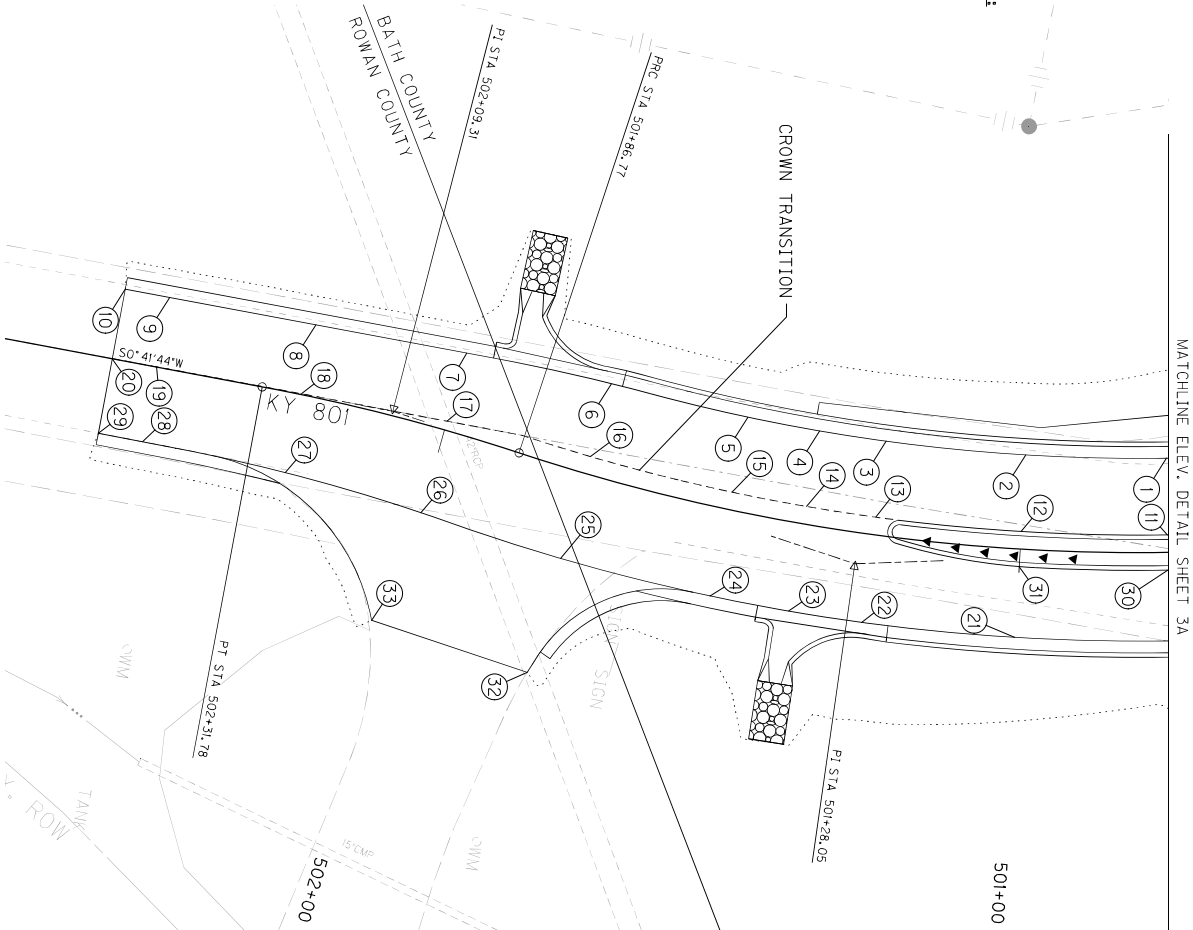 MATCHLINE ELEV. DETAIL SHEET 3A
BATH COUNTY
ROWAN COUNTY
PI STA 502+09.31
PRC STA 501+86.77
CROWN TRANSITION
S0°41'44"W
KY 801
PT STA 502+31.78
PI STA 501+28.05
501+00
502+00
SIGN
SIGN
TANK
ROW
15"CMP
1
2
3
4
5
6
7
8
9
10
11
12
13
14
15
16
17
18
19
20
21
22
23
24
25
26
27
28
29
30
31
32
33